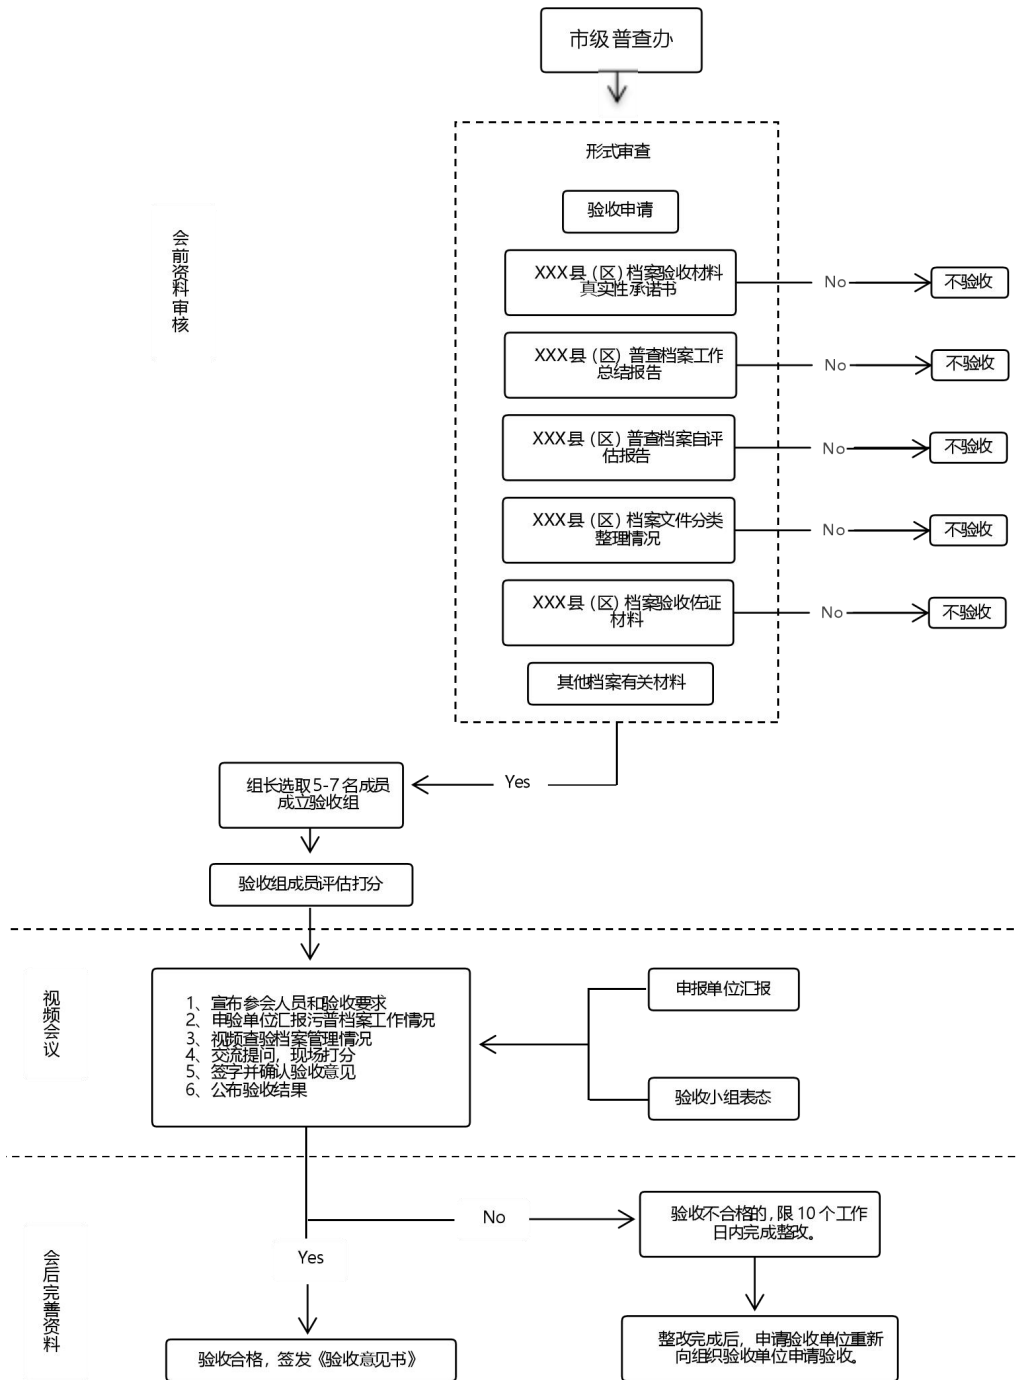 市级普查办
形式审查
验收申请
会前资料审核
XXX县（区）档案验收材料
真实性承诺书
No
不验收
XXX县（区）普查档案工作
总结报告
No
不验收
XXX县（区）普查档案自评
估报告
No
不验收
XXX县（区）档案文件分类
整理情况
No
不验收
XXX县（区）档案验收佐证
材料
No
不验收
其他档案有关材料
Yes
组长选取5-7名成员
成立验收组
验收组成员评估打分
视频会议
1、宣布参会人员和验收要求
2、申验单位汇报污普档案工作情况
3、视频查验档案管理情况
4、交流提问，现场打分
5、签字并确认验收意见
6、公布验收结果
申报单位汇报
验收小组表态
会后完善资料
No
验收不合格的，限10个工作
日内完成整改。
Yes
验收合格，签发《验收意见书》
整改完成后，申请验收单位重新
向组织验收单位申请验收。